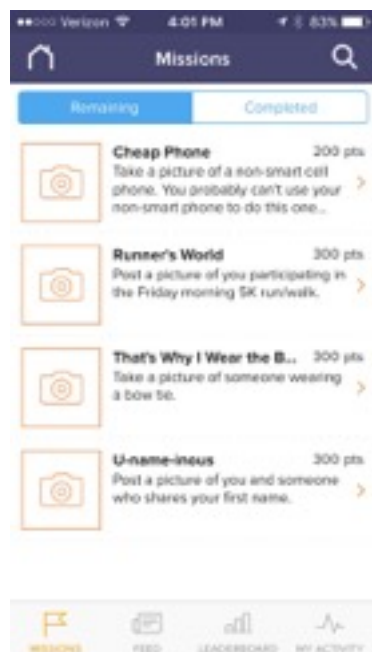 Verizon 4:01 PM 83%
Missions
Remaining Completed
Cheap Phone 200 pts
Take a picture of a non-smart cell
phone. You probably can't use your
non-smart phone to do this one...
Runner's World 300 pts
Post a picture of you participating in
the Friday morning 5K run/walk.
That's Why I Wear the B... 300 pts
Take a picture of someone wearing
a bow tie.
U-name-inous 300 pts
Post a picture of you and someone
who shares your first name.
MISSIONS FEED LEADERBOARD MY ACTIVITY